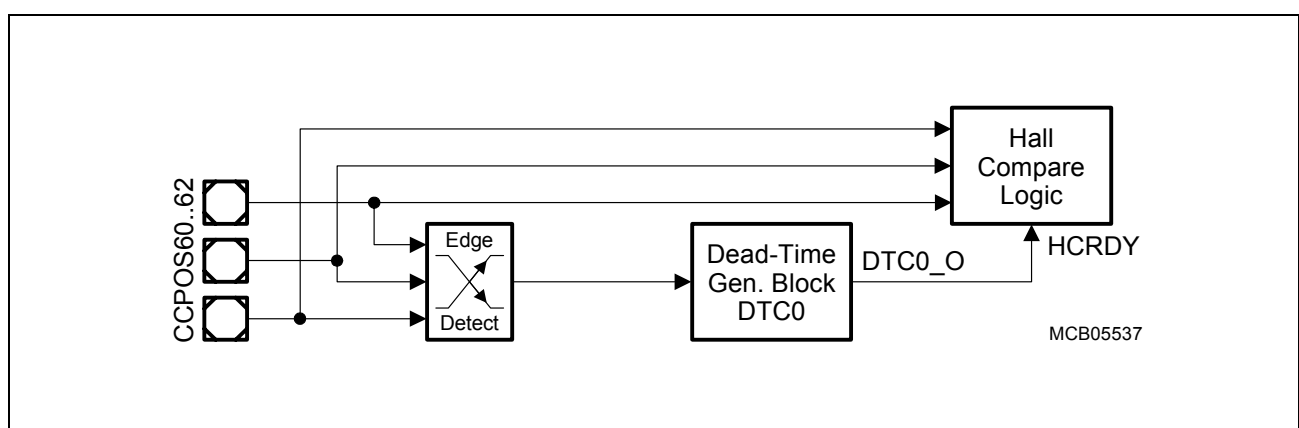 Hall
Compare
Logic
CCPOS60..62
Edge
Detect
Dead-Time
Gen. Block
DTC0
DTC0_O
HCRDY
MCB05537